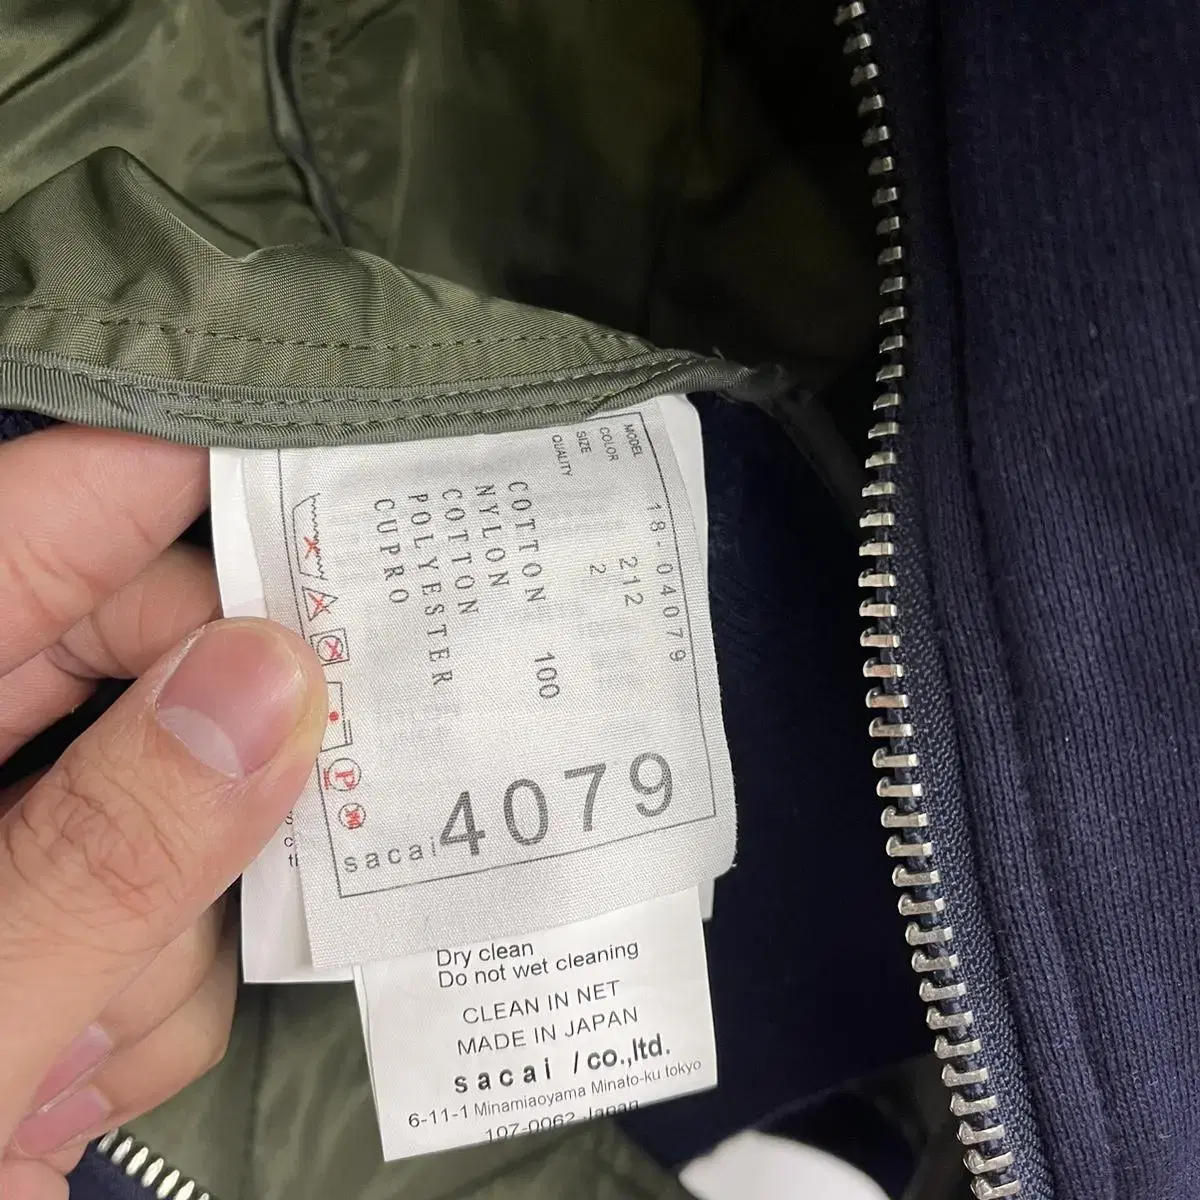 MODEL 18-04079
COLOR 212
SIZE 2
QUALITY
COTTON 100
NYLON
COTTON
POLYESTER
CUPRO
P
sacai 4079
Dry clean
Do not wet cleaning
CLEAN IN NET
MADE IN JAPAN
sacai /co.,ltd.
6-11-1 Minamiaoyama Minato-ku tokyo
107-0062 Japan